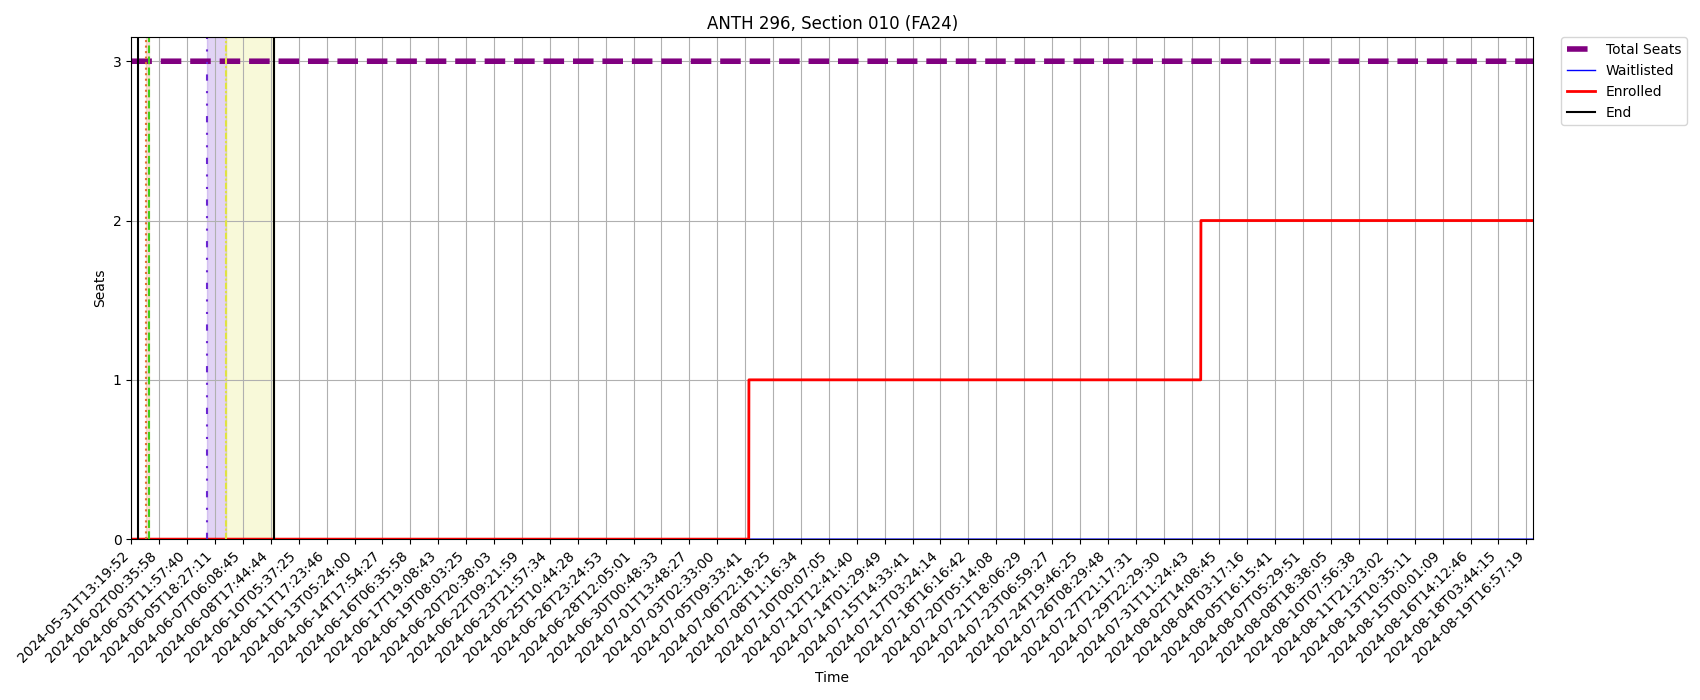 ANTH 296, Section 010 (FA24)
Total Seats
Waitlisted
Enrolled
End
Seats
3
2
1
0
2024-05-31T13:19:52
2024-06-02T00:35:58
2024-06-03T11:57:40
2024-06-05T18:27:11
2024-06-07T06:08:45
2024-06-08T17:44:44
2024-06-10T05:37:25
2024-06-11T17:23:46
2024-06-13T05:24:00
2024-06-14T17:54:27
2024-06-16T06:35:58
2024-06-17T19:08:43
2024-06-19T08:03:25
2024-06-20T20:38:03
2024-06-22T09:21:59
2024-06-23T21:57:34
2024-06-25T10:44:28
2024-06-26T23:24:53
2024-06-28T12:05:01
2024-06-30T00:48:33
2024-07-01T13:48:27
2024-07-03T02:33:00
2024-07-05T09:33:41
2024-07-06T22:18:25
2024-07-08T11:16:34
2024-07-10T00:07:05
2024-07-12T12:41:40
2024-07-14T01:29:49
2024-07-15T14:33:41
2024-07-17T03:24:14
2024-07-18T16:16:42
2024-07-20T05:14:08
2024-07-21T18:06:29
2024-07-23T06:59:27
2024-07-24T19:46:25
2024-07-26T08:29:48
2024-07-27T21:17:31
2024-07-29T22:29:30
2024-07-31T11:24:43
2024-08-02T14:08:45
2024-08-04T03:17:16
2024-08-05T16:15:41
2024-08-07T05:29:51
2024-08-08T18:38:05
2024-08-10T07:56:38
2024-08-11T21:23:02
2024-08-13T10:35:11
2024-08-15T00:01:09
2024-08-16T14:12:46
2024-08-18T03:44:15
2024-08-19T16:57:19
Time